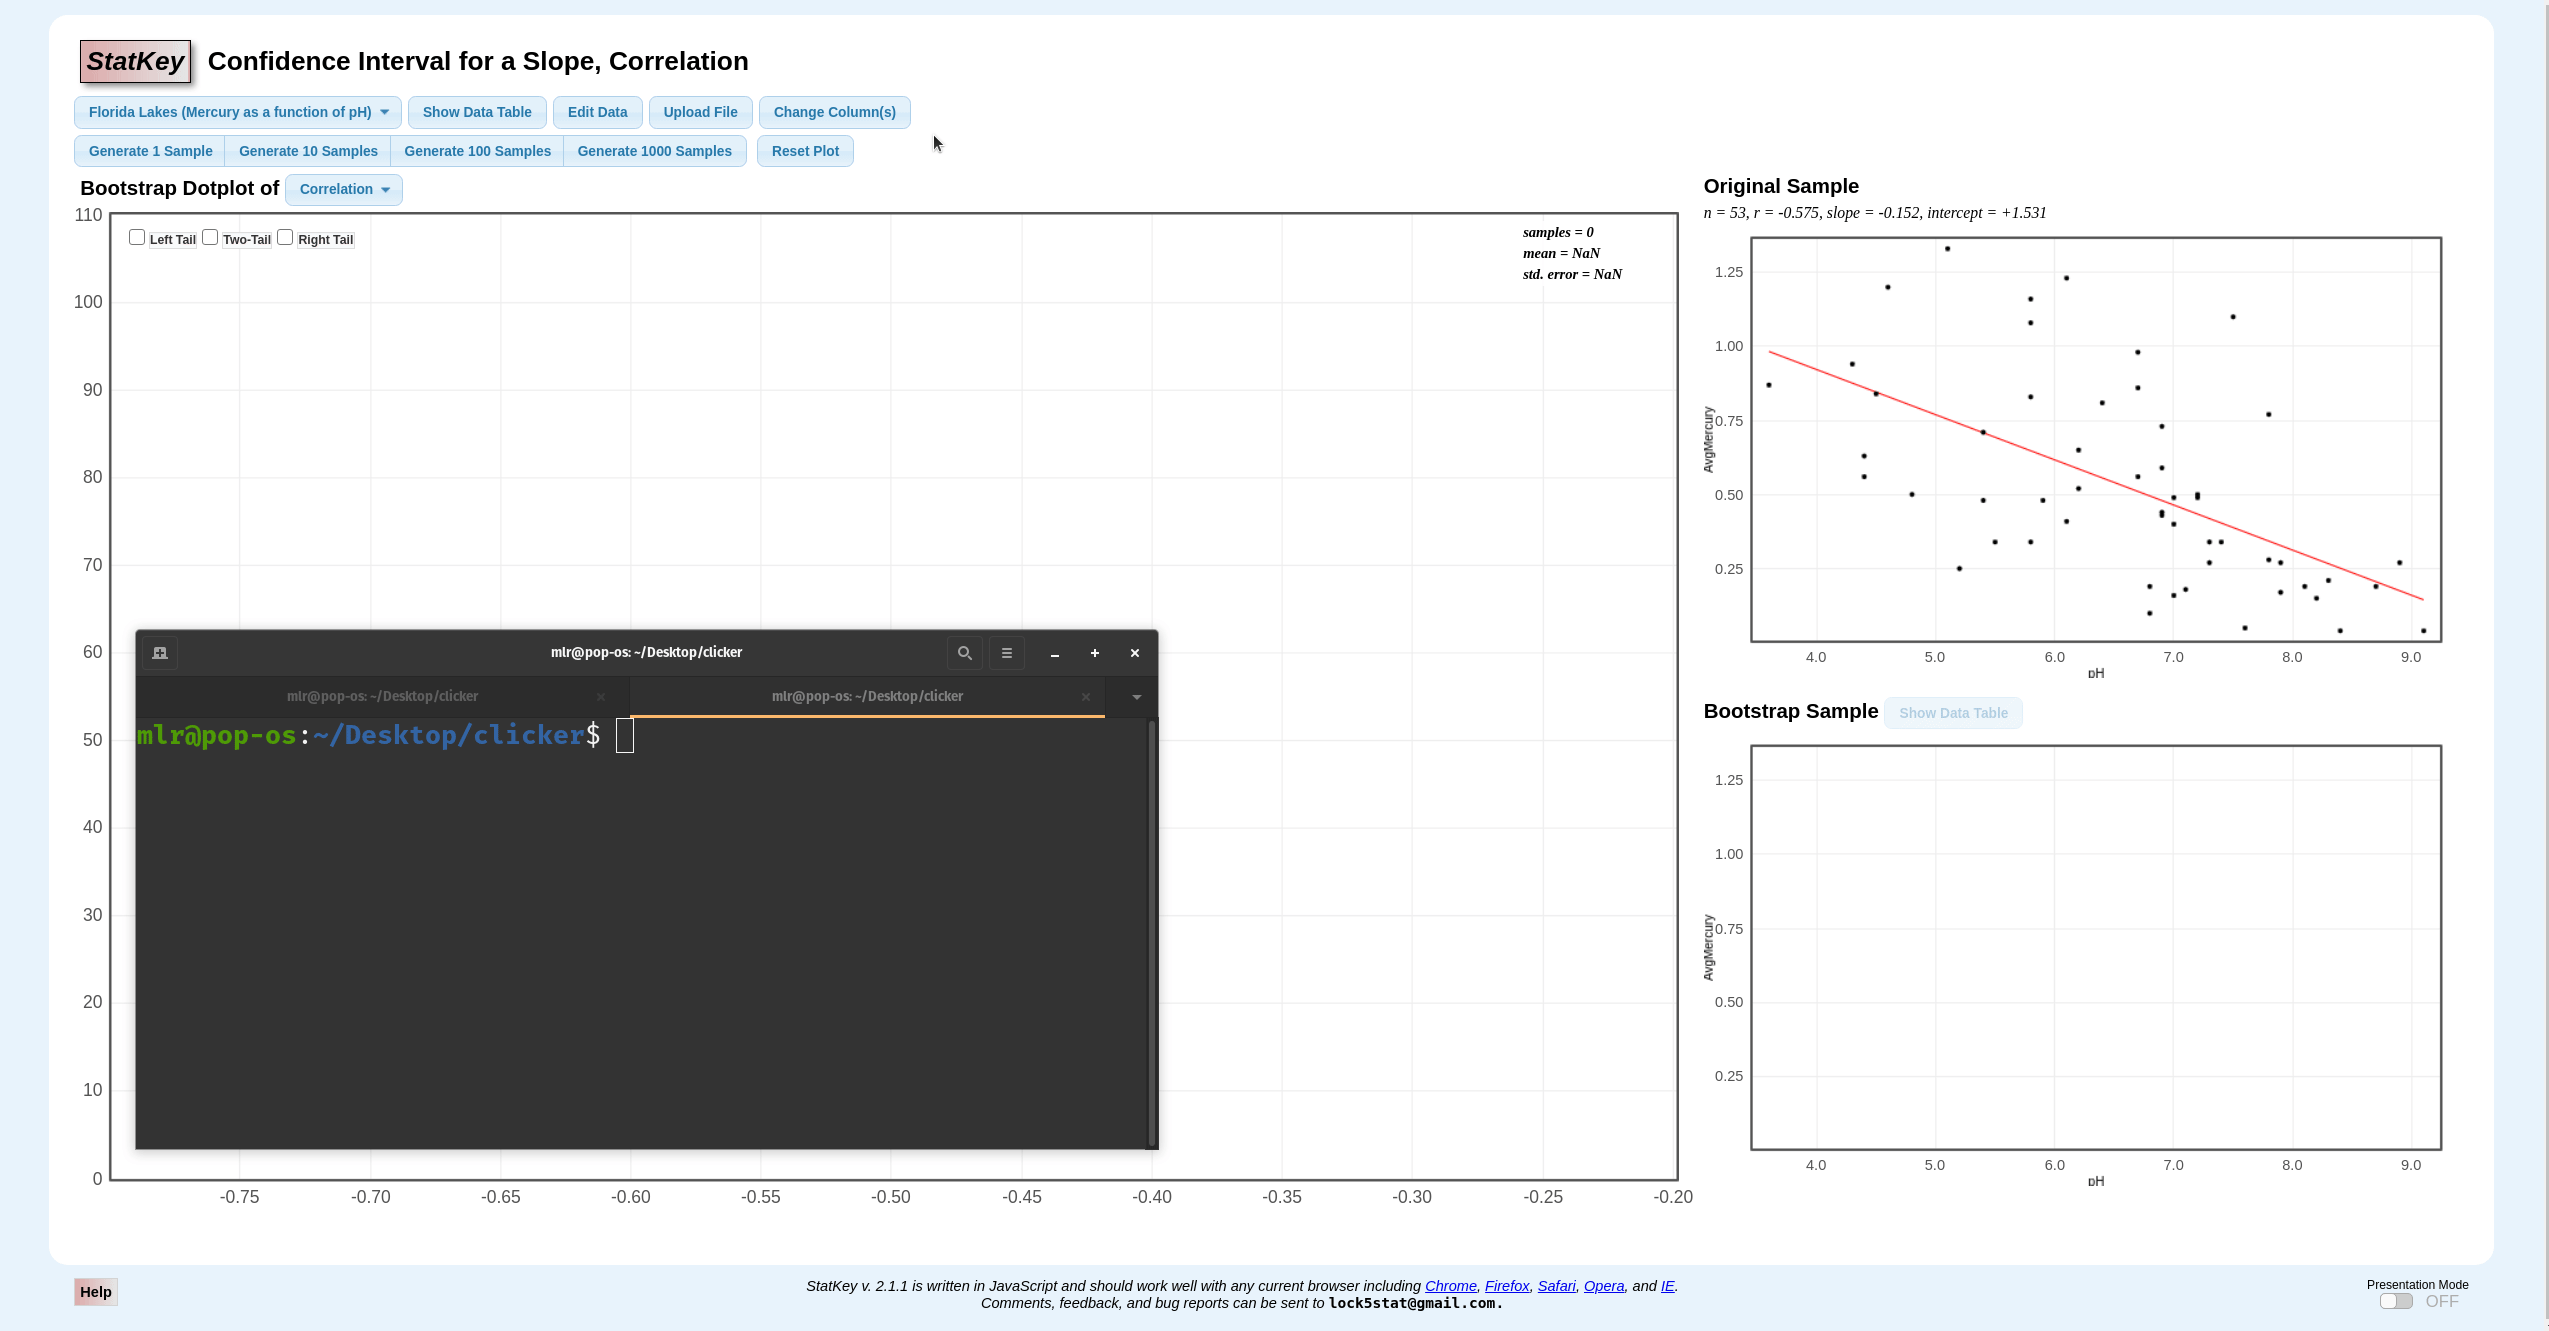 StatKey Confidence Interval for a Slope, Correlation
Florida Lakes (Mercury as a function of pH) Show Data Table Edit Data Upload File Change Column(s)
Generate 1 Sample Generate 10 Samples Generate 100 Samples Generate 1000 Samples Reset Plot
Bootstrap Dotplot of Correlation
110
100
90
80
70
60
50
40
30
20
10
0
Left Tail Two-Tail Right Tail
samples = 0
mean = NaN
std. error = NaN
-0.75 -0.70 -0.65 -0.60 -0.55 -0.50 -0.45 -0.40 -0.35 -0.30 -0.25 -0.20
mlr@pop-os: ~/Desktop/clicker
mlr@pop-os: ~/Desktop/clicker × mlr@pop-os: ~/Desktop/clicker ×
mlr@pop-os:~/Desktop/clicker$
Original Sample
n = 53, r = -0.575, slope = -0.152, intercept = +1.531
1.25
1.00
0.75
0.50
0.25
AvgMercury
4.0 5.0 6.0 7.0 8.0 9.0
pH
Bootstrap Sample Show Data Table
1.25
1.00
0.75
0.50
0.25
AvgMercury
4.0 5.0 6.0 7.0 8.0 9.0
pH
Help
StatKey v. 2.1.1 is written in JavaScript and should work well with any current browser including Chrome, Firefox, Safari, Opera, and IE.
Comments, feedback, and bug reports can be sent to lock5stat@gmail.com.
Presentation Mode
OFF